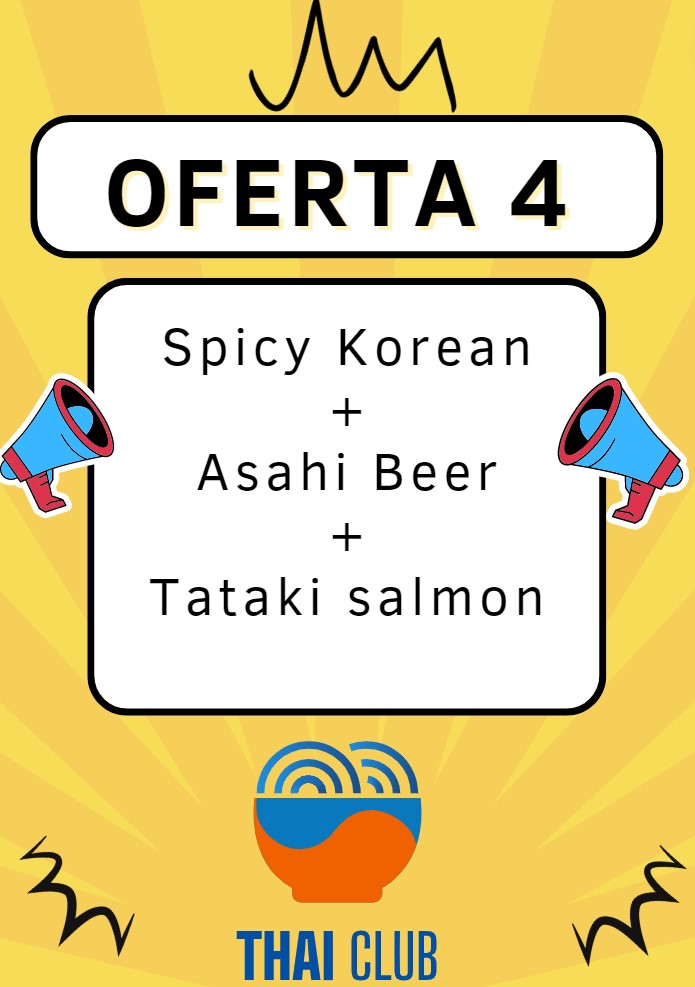 OFERTA 4
Spicy Korean
+
Asahi Beer
+
Tataki salmon
THAI CLUB